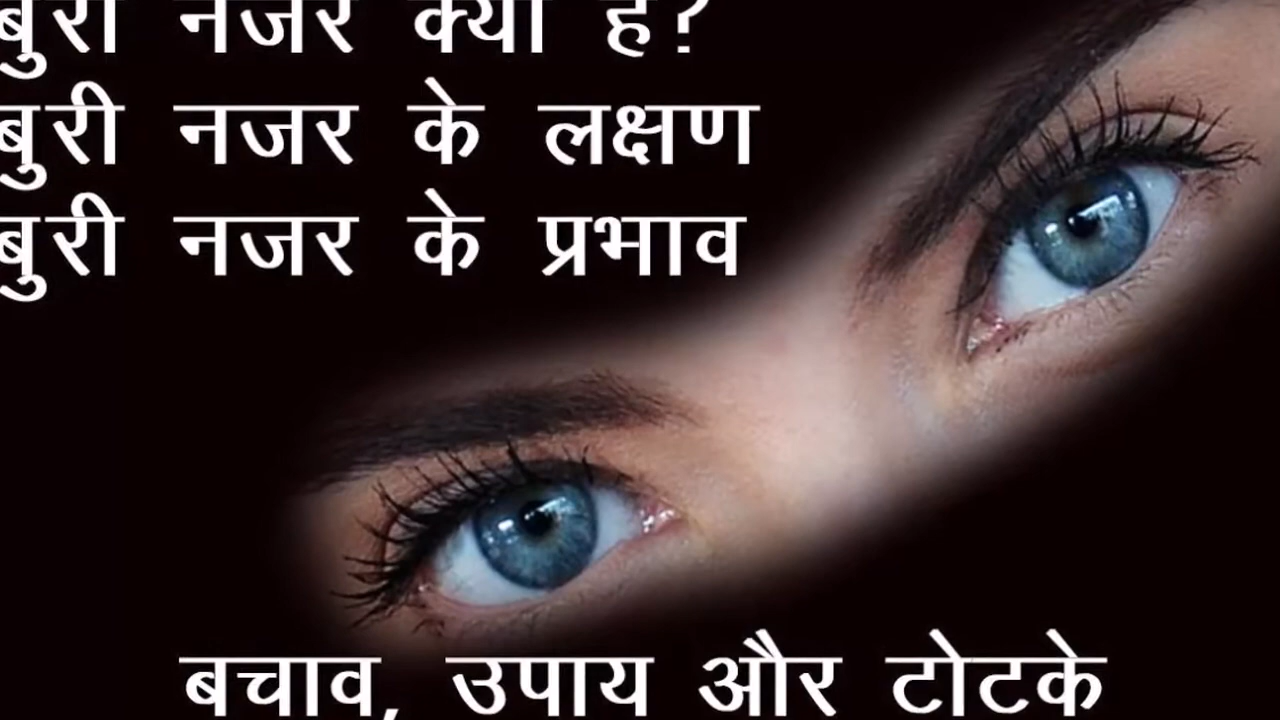 बुरी नजर क्या है?
बुरी नजर के लक्षण
बुरी नजर के प्रभाव
बचाव, उपाय और टोटके